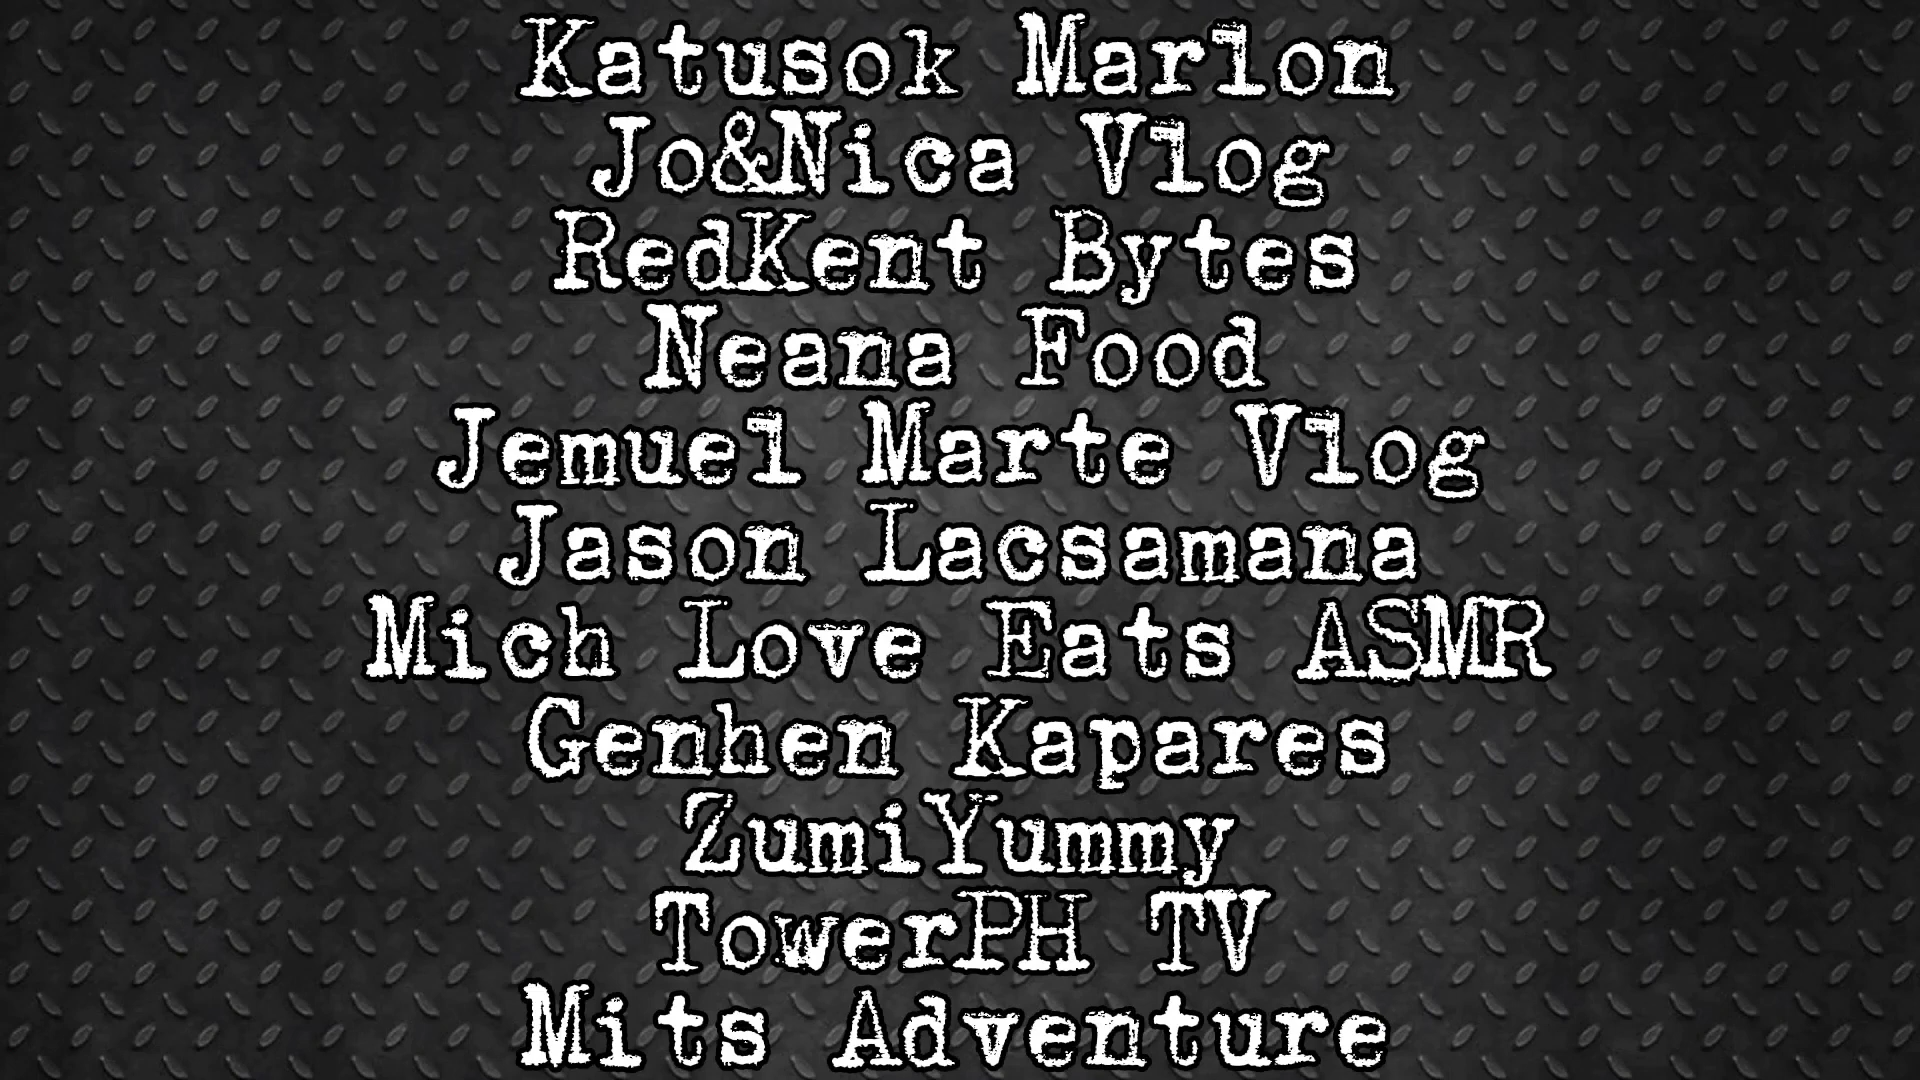 Katusok Marlon
Jo&Nica Vlog
RedKent Bytes
Neana Food
Jemuel Marte Vlog
Jason Lacsamana
Mich Love Eats ASMR
Genhen Kapares
ZumiYummy
TowerPH TV
Mits Adventure